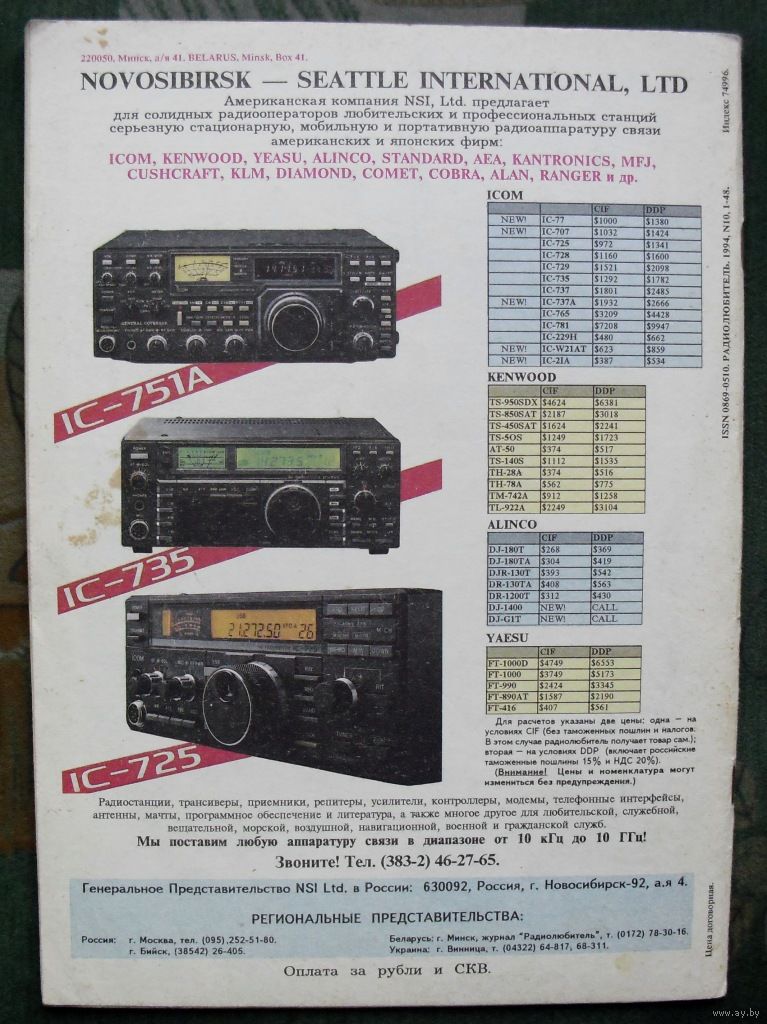 220050, Минск, а/я 41. BELARUS, Minsk, Box 41.
NOVOSIBIRSK — SEATTLE INTERNATIONAL, LTD
Американская компания NSI, Ltd. предлагает
для солидных радиооператоров любительских и профессиональных станций
серьезную стационарную, мобильную и портативную радиоаппаратуру связи
американских и японских фирм:
ICOM, KENWOOD, YEASU, ALINCO, STANDARD, AEA, KANTRONICS, MFJ,
CUSHCRAFT, KLM, DIAMOND, COMET, COBRA, ALAN, RANGER и др.
IC-751A
IC-735
21.272.50 26
IC-725
ICOM
CIF DDP
NEW! IC-77 $1000 $1380
NEW! IC-707 $1032 $1424
IC-725 $972 $1341
IC-728 $1160 $1600
IC-729 $1521 $2098
IC-735 $1292 $1782
IC-737 $1801 $2485
NEW! IC-737A $1932 $2666
IC-765 $3209 $4428
IC-781 $7208 $9947
IC-229H $480 $662
NEW! IC-W21AT $623 $859
NEW! IC-2IA $387 $534
KENWOOD
CIF DDP
TS-950SDX $4624 $6381
TS-850SAT $2187 $3018
TS-450SAT $1624 $2241
TS-5OS $1249 $1723
AT-50 $374 $517
TS-140S $1112 $1535
TH-28A $374 $516
TH-78A $562 $775
TM-742A $912 $1258
TL-922A $2249 $3104
ALINCO
CIF DDP
DJ-180T $268 $369
DJ-180TA $304 $419
DJR-130T $393 $542
DR-130TA $408 $563
DR-1200T $312 $430
DJ-1400 NEW! CALL
DJ-G1T NEW! CALL
YAESU
CIF DDP
FT-1000D $4749 $6553
FT-1000 $3749 $5173
FT-990 $2424 $3345
FT-890AT $1587 $2190
FT-416 $407 $561
Для расчетов указаны две цены: одна — на
условиях CIF (без таможенных пошлин и налогов.
В этом случае радиолюбитель получает товар сам.);
вторая — на условиях DDP (включает российские
таможенные пошлины 15% и НДС 20%).
(Внимание! Цены и номенклатура могут
измениться без предупреждения.)
Радиостанции, трансиверы, приемники, репитеры, усилители, контроллеры, модемы, телефонные интерфейсы,
антенны, мачты, программное обеспечение и литература, а также многое другое для любительской, служебной,
вещательной, морской, воздушной, навигационной, военной и гражданской служб.
Мы поставим любую аппаратуру связи в диапазоне от 10 кГц до 10 ГГц!
Звоните! Тел. (383-2) 46-27-65.
Генеральное Представительство NSI Ltd. в России: 630092, Россия, г. Новосибирск-92, а.я 4.
РЕГИОНАЛЬНЫЕ ПРЕДСТАВИТЕЛЬСТВА:
Россия: г. Москва, тел. (095),252-51-80.
г. Бийск, (38542) 26-405.
Беларусь: г. Минск, журнал "Радиолюбитель", т. (0172) 78-30-16.
Украина: г. Винница, т. (04322) 64-817, 68-311.
Оплата за рубли и СКВ.
Индекс 74996.
ISSN 0869-0510. РАДИОЛЮБИТЕЛЬ. 1994, N10, 1-48.
Цена договорная.
www.ay.by